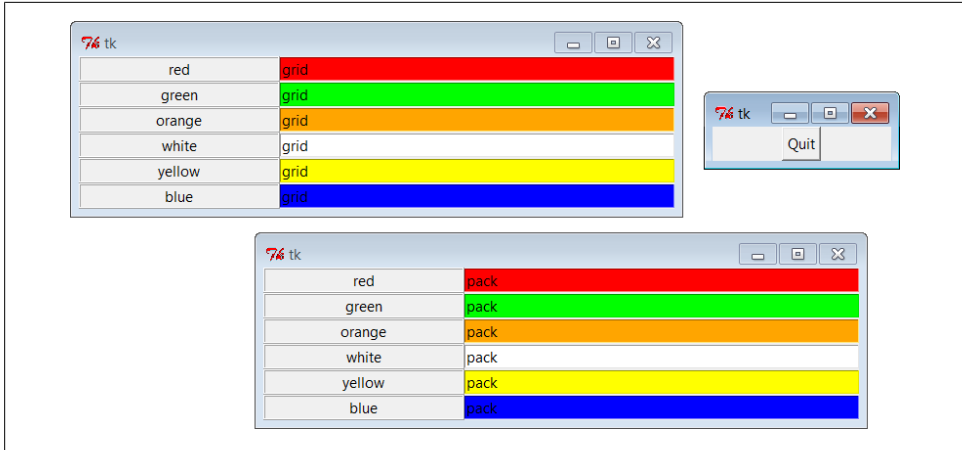 tk
red grid
green grid
orange grid
white grid
yellow grid
blue grid
tk
Quit
tk
red pack
green pack
orange pack
white pack
yellow pack
blue pack